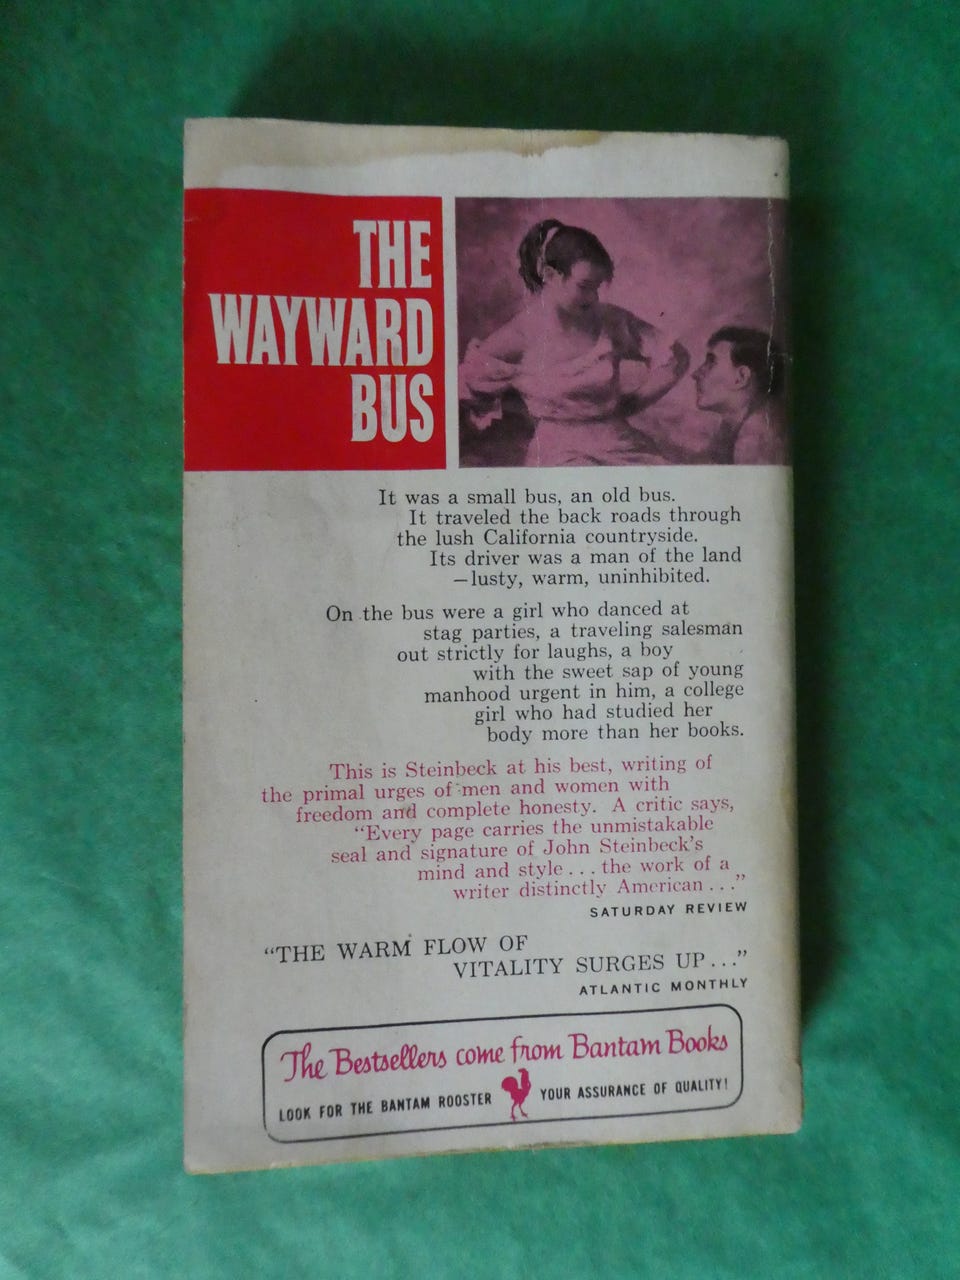 THE
WAYWARD
BUS
It was a small bus, an old bus.
It traveled the back roads through
the lush California countryside.
Its driver was a man of the land
—lusty, warm, uninhibited.
On the bus were a girl who danced at
stag parties, a traveling salesman
out strictly for laughs, a boy
with the sweet sap of young
manhood urgent in him, a college
girl who had studied her
body more than her books.
This is Steinbeck at his best, writing of
the primal urges of men and women with
freedom and complete honesty. A critic says,
“Every page carries the unmistakable
seal and signature of John Steinbeck's
mind and style...the work of a
writer distinctly American...”
SATURDAY REVIEW
“THE WARM FLOW OF
VITALITY SURGES UP...”
ATLANTIC MONTHLY
The Bestsellers come from Bantam Books
LOOK FOR THE BANTAM ROOSTER YOUR ASSURANCE OF QUALITY!